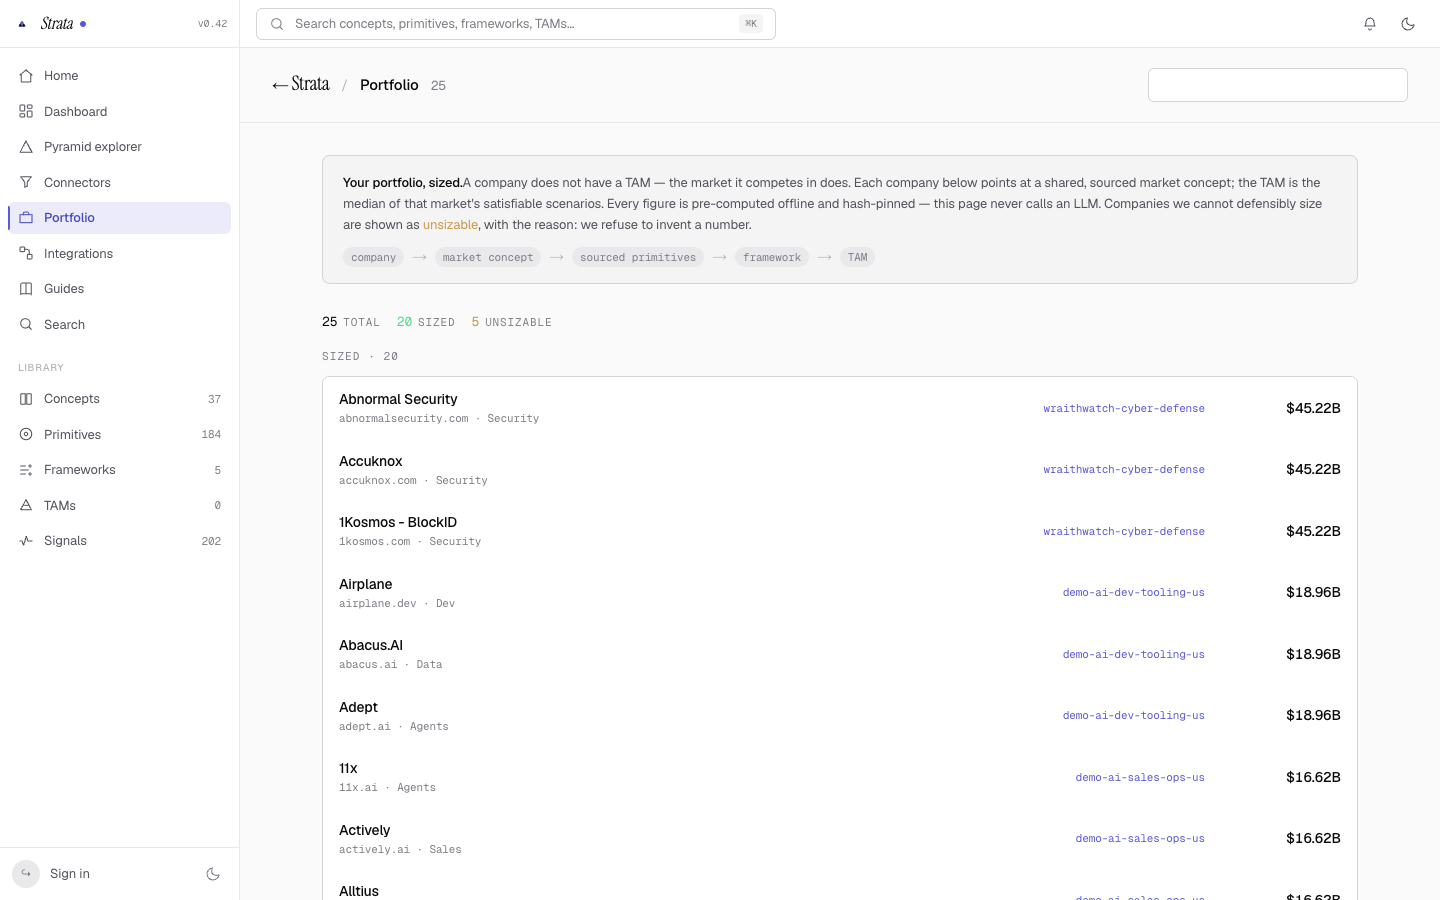 Strata
v0.42
Search concepts, primitives, frameworks, TAMs...
⌘K
Home
Dashboard
Pyramid explorer
Connectors
Portfolio
Integrations
Guides
Search
LIBRARY
Concepts 37
Primitives 184
Frameworks 5
TAMs 0
Signals 202
Sign in
← Strata / Portfolio 25
Your portfolio, sized.A company does not have a TAM — the market it competes in does. Each company below points at a shared, sourced market concept; the TAM is the
median of that market's satisfiable scenarios. Every figure is pre-computed offline and hash-pinned — this page never calls an LLM. Companies we cannot defensibly size
are shown as unsizable, with the reason: we refuse to invent a number.
company → market concept → sourced primitives → framework → TAM
25 TOTAL 20 SIZED 5 UNSIZABLE
SIZED · 20
Abnormal Security
abnormalsecurity.com · Security
wraithwatch-cyber-defense
$45.22B
Accuknox
accuknox.com · Security
wraithwatch-cyber-defense
$45.22B
1Kosmos - BlockID
1kosmos.com · Security
wraithwatch-cyber-defense
$45.22B
Airplane
airplane.dev · Dev
demo-ai-dev-tooling-us
$18.96B
Abacus.AI
abacus.ai · Data
demo-ai-dev-tooling-us
$18.96B
Adept
adept.ai · Agents
demo-ai-dev-tooling-us
$18.96B
11x
11x.ai · Agents
demo-ai-sales-ops-us
$16.62B
Actively
actively.ai · Sales
demo-ai-sales-ops-us
$16.62B
Alltius
demo-ai-sales-ops-us
$16.62B